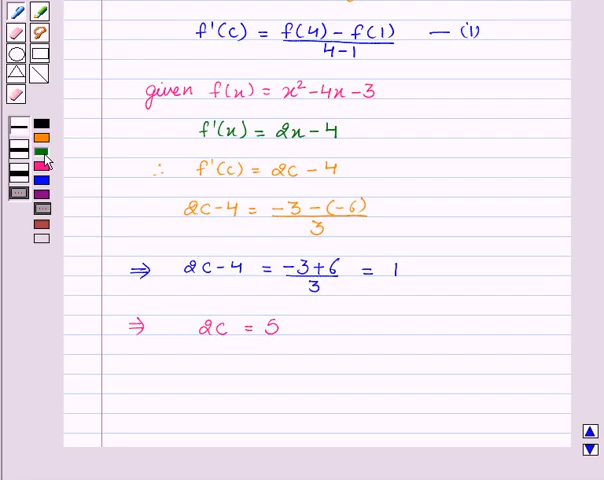 f'(c) = f(4) - f(1) / 4-1 — (1)
given f(x) = x² - 4x - 3
f'(x) = 2x - 4
∴ f'(c) = 2c - 4
2c - 4 = -3 - (-6) / 3
⇒ 2c - 4 = -3+6 / 3 = 1
⇒ 2c = 5